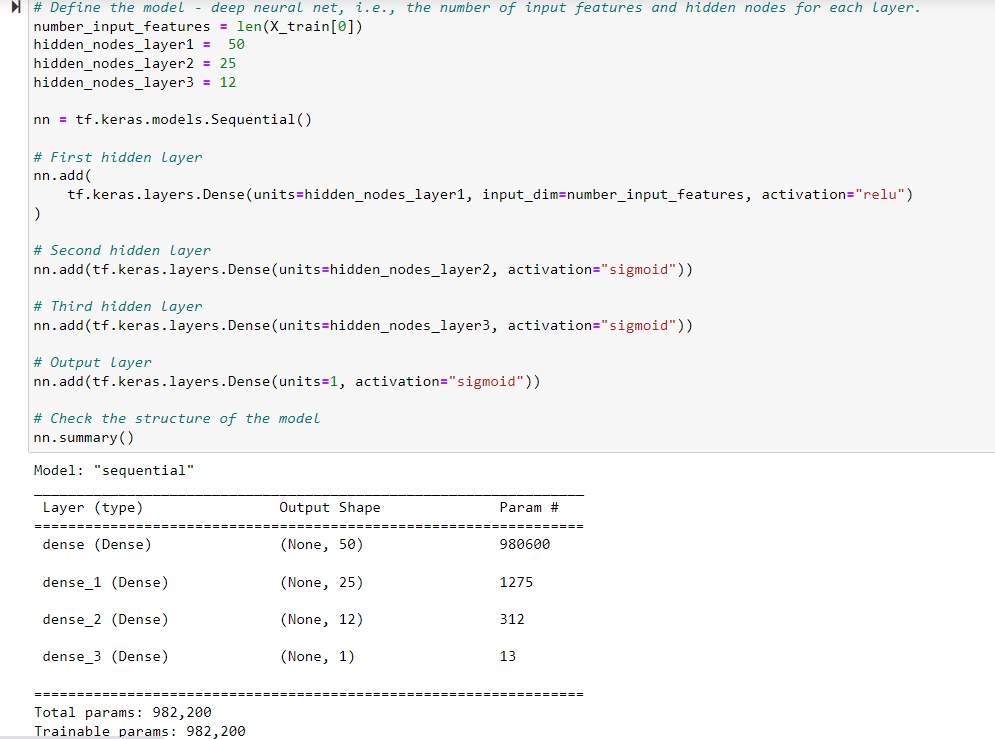 # Define the model - deep neural net, i.e., the number of input features and hidden nodes for each layer.
number_input_features = len(X_train[0])
hidden_nodes_layer1 =  50
hidden_nodes_layer2 = 25
hidden_nodes_layer3 = 12

nn = tf.keras.models.Sequential()

# First hidden layer
nn.add(
    tf.keras.layers.Dense(units=hidden_nodes_layer1, input_dim=number_input_features, activation="relu")
)

# Second hidden layer
nn.add(tf.keras.layers.Dense(units=hidden_nodes_layer2, activation="sigmoid"))

# Third hidden layer
nn.add(tf.keras.layers.Dense(units=hidden_nodes_layer3, activation="sigmoid"))

# Output layer
nn.add(tf.keras.layers.Dense(units=1, activation="sigmoid"))

# Check the structure of the model
nn.summary()
Model: "sequential"
_________________________________________________________________
 Layer (type)                Output Shape              Param #
=================================================================
 dense (Dense)               (None, 50)                980600

 dense_1 (Dense)             (None, 25)                1275

 dense_2 (Dense)             (None, 12)                312

 dense_3 (Dense)             (None, 1)                 13

=================================================================
Total params: 982,200
Trainable params: 982,200